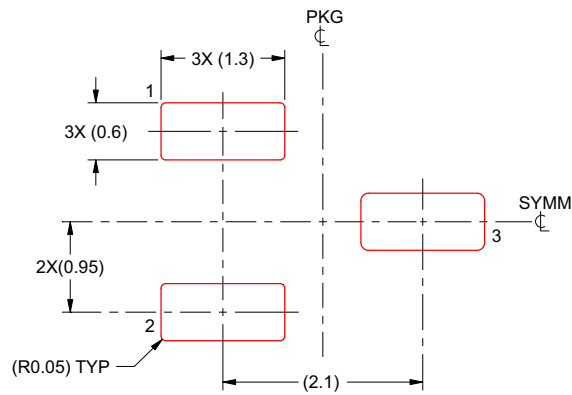 PKG
℄
3X (1.3)
1
3X (0.6)
SYMM
℄
3
2X(0.95)
2
(R0.05) TYP
(2.1)